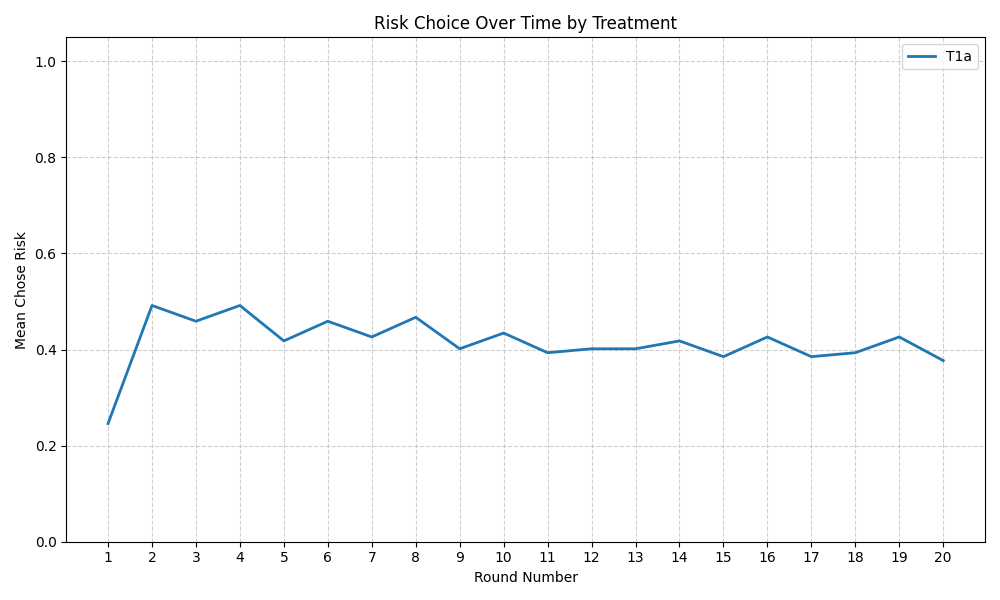 Risk Choice Over Time by Treatment
T1a
1.0
0.8
0.6
0.4
0.2
0.0
Mean Chose Risk
1 2 3 4 5 6 7 8 9 10 11 12 13 14 15 16 17 18 19 20
Round Number